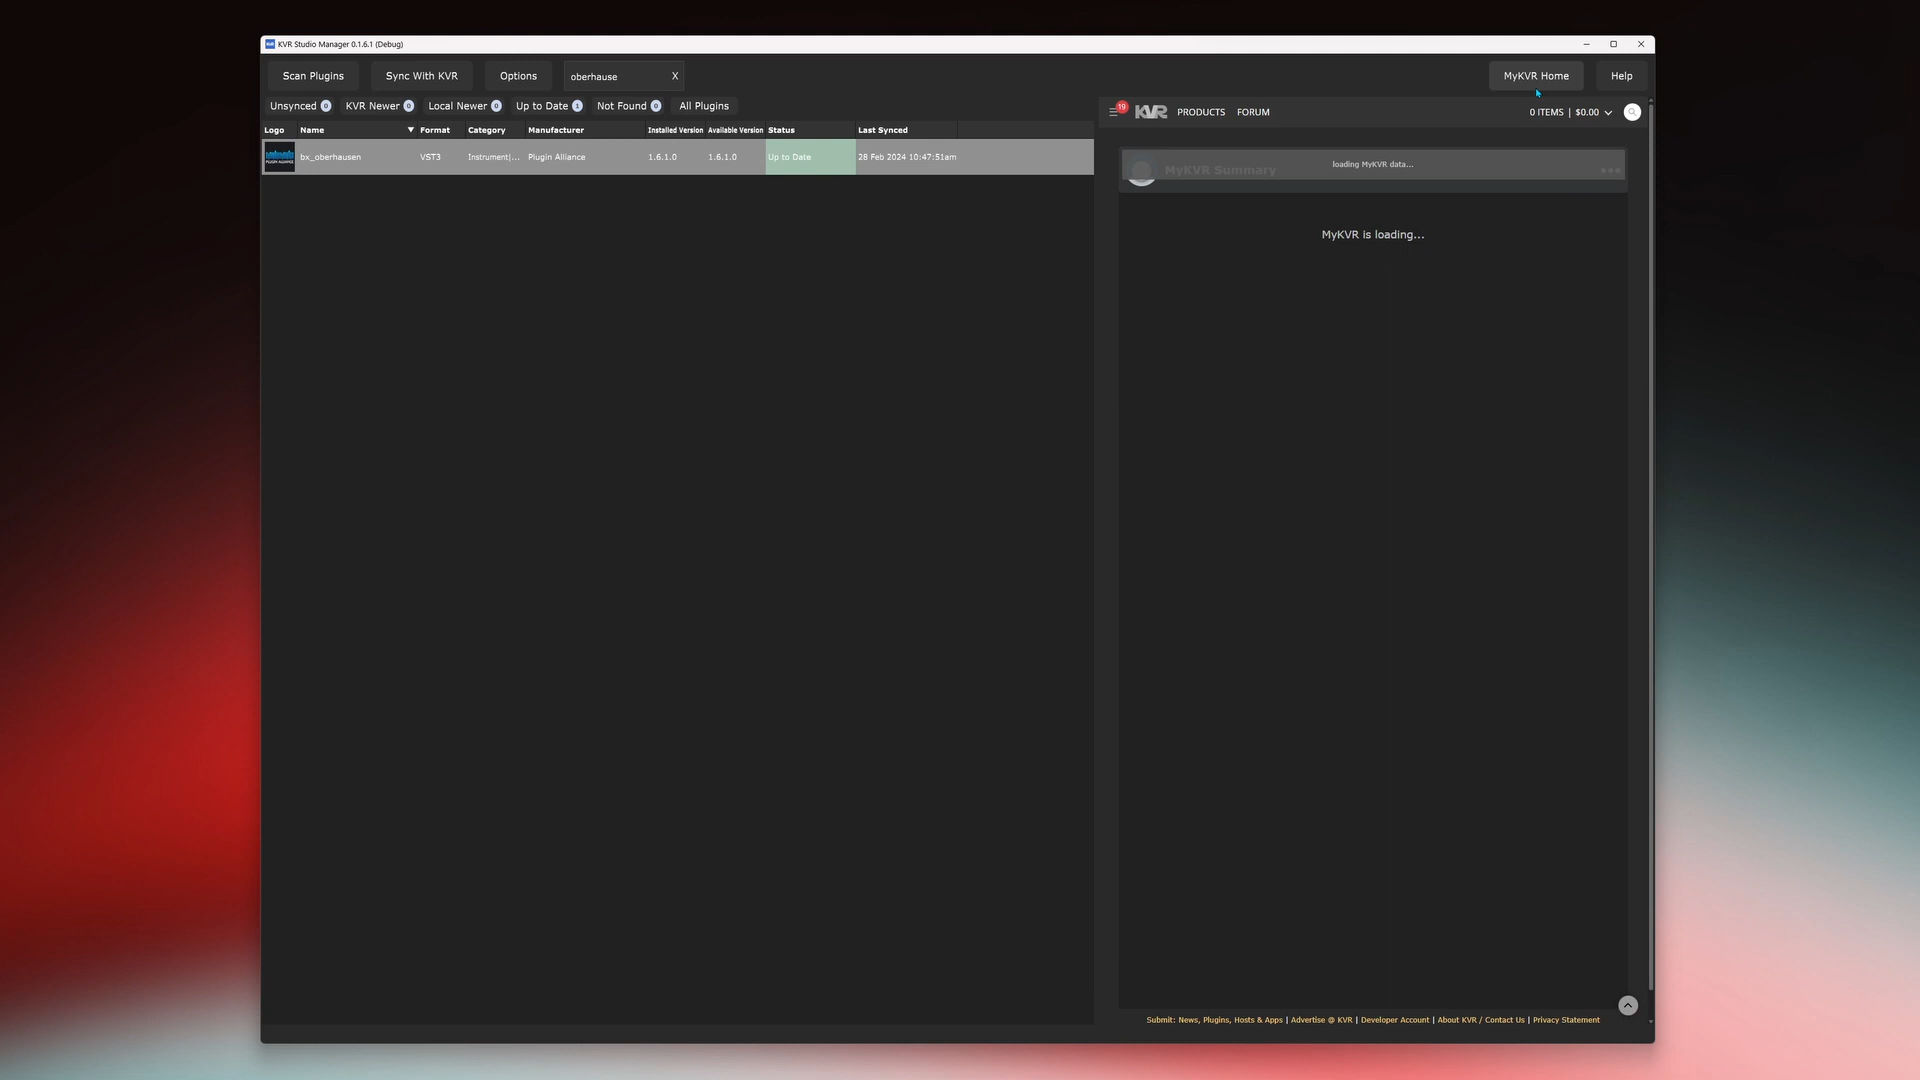 KVR Studio Manager 0.1.6.1 (Debug)
Scan Plugins Sync With KVR Options oberhause X MyKVR Home Help
Unsynced 0 KVR Newer 0 Local Newer 0 Up to Date 1 Not Found 0 All Plugins
19 KVR PRODUCTS FORUM 0 ITEMS | $0.00
Logo Name Format Category Manufacturer Installed Version Available Version Status Last Synced
PLUGIN ALLIANCE bx_oberhausen VST3 Instrument|... Plugin Alliance 1.6.1.0 1.6.1.0 Up to Date 28 Feb 2024 10:47:51am
loading MyKVR data...
MyKVR Summary
MyKVR is loading...
Submit: News, Plugins, Hosts & Apps | Advertise @ KVR | Developer Account | About KVR / Contact Us | Privacy Statement